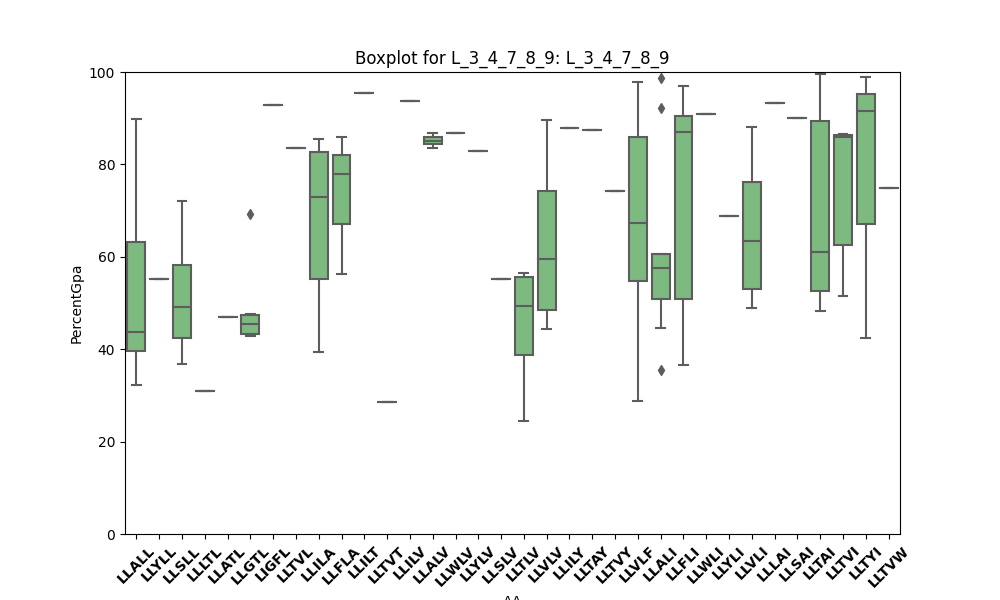 Boxplot for L_3_4_7_8_9: L_3_4_7_8_9
100
80
60
40
20
0
PercentGpa
LLALL
LLYLL
LLSLL
LLLTL
LLATL
LLGTL
LIGFL
LLTVL
LLILA
LLFLA
LLILT
LLTVT
LLILV
LLALV
LLWLV
LLYLV
LLSLV
LLTLV
LLVLV
LLILY
LLTAY
LLTVY
LLVLF
LLALI
LLFLI
LLWLI
LLYLI
LLVLI
LLLAI
LLSAI
LLTAI
LLTVI
LLTYI
LLTVW